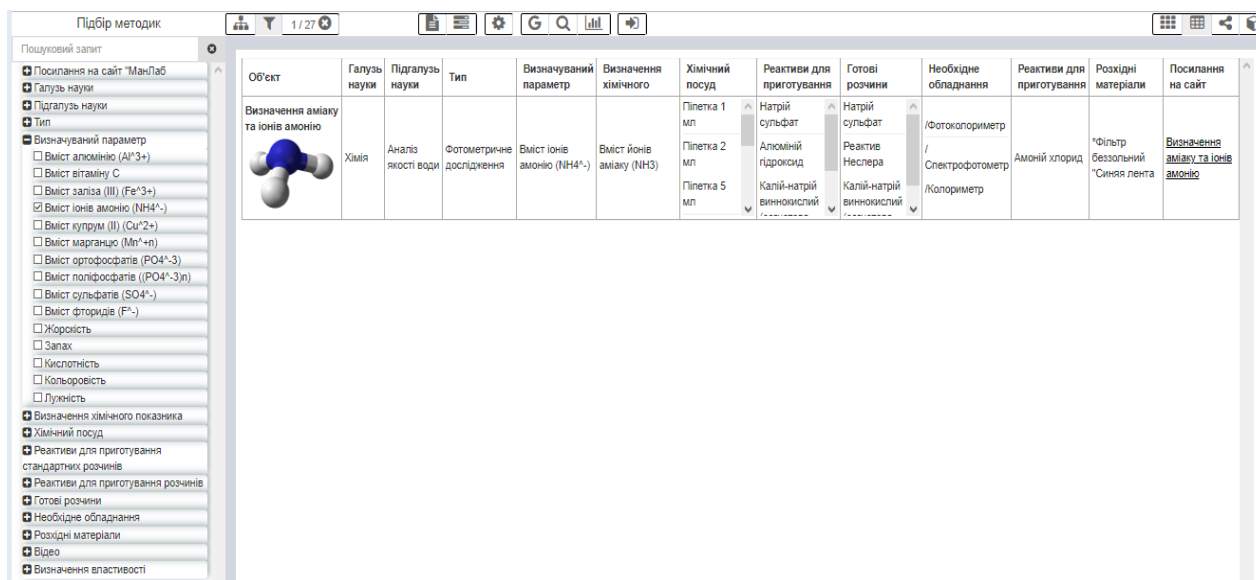 Підбір методик
1 / 27
Пошуковий запит
Посилання на сайт "МанЛаб
Галузь науки
Підгалузь науки
Тип
Визначуваний параметр
Вміст алюмінію (Al^3+)
Вміст вітаміну С
Вміст заліза (III) (Fe^3+)
Вміст іонів амонію (NH4^-)
Вміст купрум (II) (Cu^2+)
Вміст марганцю (Mn^+n)
Вміст ортофосфатів (PO4^-3)
Вміст поліфосфатів ((PO4^-3)n)
Вміст сульфатів (SO4^-)
Вміст фторидів (F^-)
Жорскість
Запах
Кислотність
Кольоровість
Лужність
Визначення хімічного показника
Хімічний посуд
Реактиви для приготування
стандартних розчинів
Реактиви для приготування розчинів
Готові розчини
Необхідне обладнання
Розхідні матеріали
Відео
Визначення властивості
Об'єкт
Галузь
науки
Підгалузь
науки
Тип
Визначуваний
параметр
Визначення
хімічного
Хімічний
посуд
Реактиви для
приготування
Готові
розчини
Необхідне
обладнання
Реактиви для
приготування
Розхідні
матеріали
Посилання
на сайт
Визначення аміаку
та іонів амонію
Хімія
Аналіз
якості води
Фотометричне
дослідження
Вміст іонів
амонію (NH4^-)
Вміст йонів
аміаку (NH3)
Піпетка 1
мл
Піпетка 2
мл
Піпетка 5
мл
Натрій
сульфат
Алюміній
гідроксид
Калій-натрій
виннокислий
Натрій
сульфат
Реактив
Неслера
Калій-натрій
виннокислий
/Фотоколориметр
/
Спектрофотометр
/Колориметр
Амоній хлорид
"Фільтр
беззольний
"Синяя лента
Визначення
аміаку та іонів
амонію